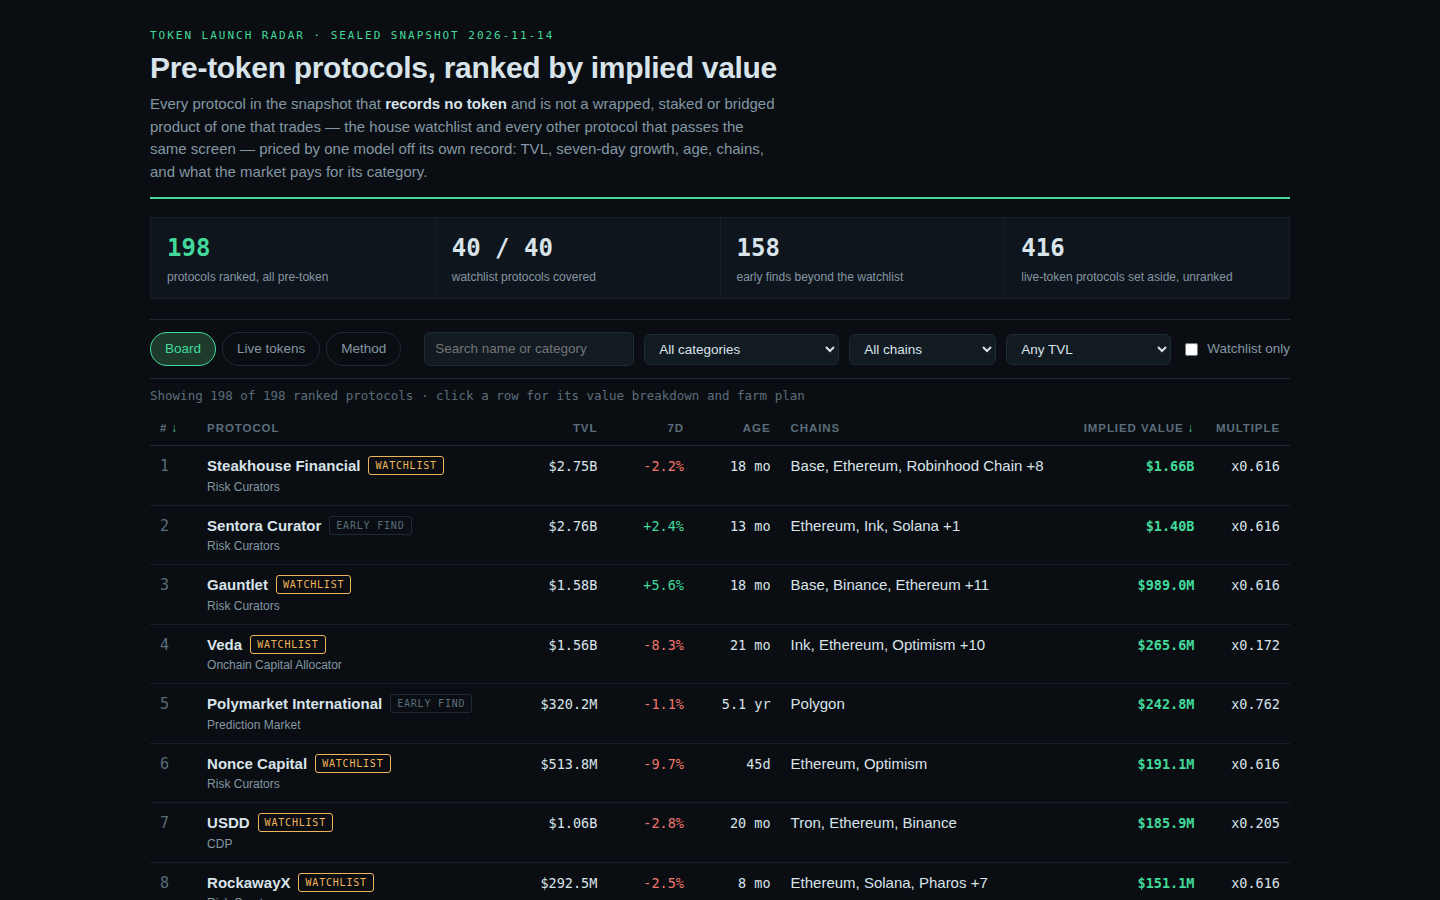 TOKEN LAUNCH RADAR · SEALED SNAPSHOT 2026-11-14
Pre-token protocols, ranked by implied value
Every protocol in the snapshot that records no token and is not a wrapped, staked or bridged
product of one that trades — the house watchlist and every other protocol that passes the
same screen — priced by one model off its own record: TVL, seven-day growth, age, chains,
and what the market pays for its category.
198 40 / 40 158 416
protocols ranked, all pre-token watchlist protocols covered early finds beyond the watchlist live-token protocols set aside, unranked
Board Live tokens Method Search name or category All categories All chains Any TVL Watchlist only
Showing 198 of 198 ranked protocols · click a row for its value breakdown and farm plan
# ↓ PROTOCOL TVL 7D AGE CHAINS IMPLIED VALUE ↓ MULTIPLE
1 Steakhouse Financial WATCHLIST $2.75B -2.2% 18 mo Base, Ethereum, Robinhood Chain +8 $1.66B x0.616
Risk Curators
2 Sentora Curator EARLY FIND $2.76B +2.4% 13 mo Ethereum, Ink, Solana +1 $1.40B x0.616
Risk Curators
3 Gauntlet WATCHLIST $1.58B +5.6% 18 mo Base, Binance, Ethereum +11 $989.0M x0.616
Risk Curators
4 Veda WATCHLIST $1.56B -8.3% 21 mo Ink, Ethereum, Optimism +10 $265.6M x0.172
Onchain Capital Allocator
5 Polymarket International EARLY FIND $320.2M -1.1% 5.1 yr Polygon $242.8M x0.762
Prediction Market
6 Nonce Capital WATCHLIST $513.8M -9.7% 45d Ethereum, Optimism $191.1M x0.616
Risk Curators
7 USDD WATCHLIST $1.06B -2.8% 20 mo Tron, Ethereum, Binance $185.9M x0.205
CDP
8 RockawayX WATCHLIST $292.5M -2.5% 8 mo Ethereum, Solana, Pharos +7 $151.1M x0.616